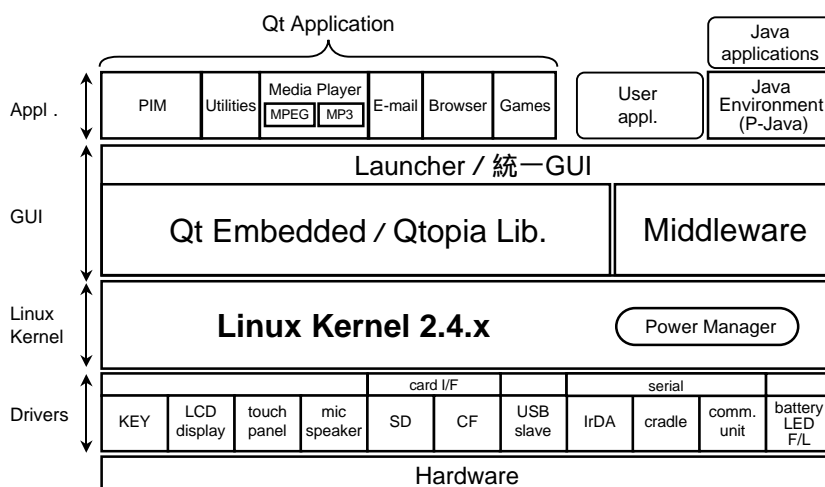 Qt Application
Java
applications
Appl .
PIM
Utilities
Media Player
MPEG
MP3
E-mail
Browser
Games
User
appl.
Java
Environment
(P-Java)
GUI
Launcher / 統一GUI
Qt Embedded / Qtopia Lib.
Middleware
Linux
Kernel
Linux Kernel 2.4.x
Power Manager
Drivers
card I/F
serial
KEY
LCD
display
touch
panel
mic
speaker
SD
CF
USB
slave
IrDA
cradle
comm.
unit
battery
LED
F/L
Hardware